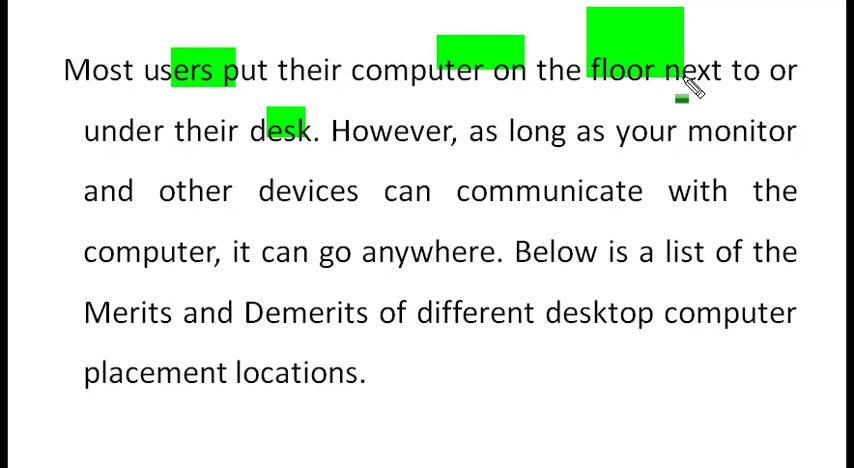 Most users put their computer on the floor next to or
under their desk. However, as long as your monitor
and other devices can communicate with the
computer, it can go anywhere. Below is a list of the
Merits and Demerits of different desktop computer
placement locations.